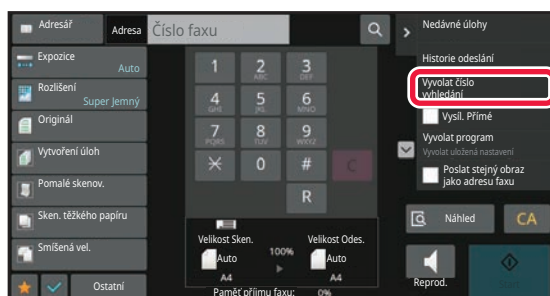 Adresář
Adresa
Číslo faxu
Nedávné úlohy
Expozice
Auto
Rozlišení
Super Jemný
Originál
Vytvoření úloh
Pomalé skenov.
Sken. těžkého papíru
Smíšená vel.
Ostatní
1
2
ABC
3
DEF
4
GHI
5
JKL
6
MNO
7
PQRS
8
TUV
9
WXYZ
0
#
C
R
Velikost Sken.
Velikost Odes.
100%
Auto
Auto
A4
A4
Paměť příjmu faxu: 0%
Historie odeslání
Vyvolat číslo
vyhledání
Vysíl. Přímé
Vyvolat program
Vyvolat uložená nastavení
Poslat stejný obraz
jako adresu faxu
Náhled
CA
Reprod.
Start